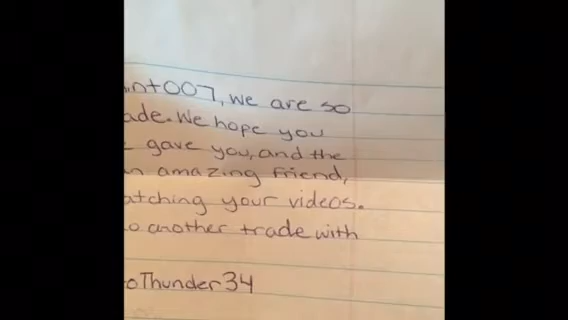 nt007, we are so
ade. We hope you
gave you, and the
amazing friend,
atching your videos.
o another trade with
oThunder34